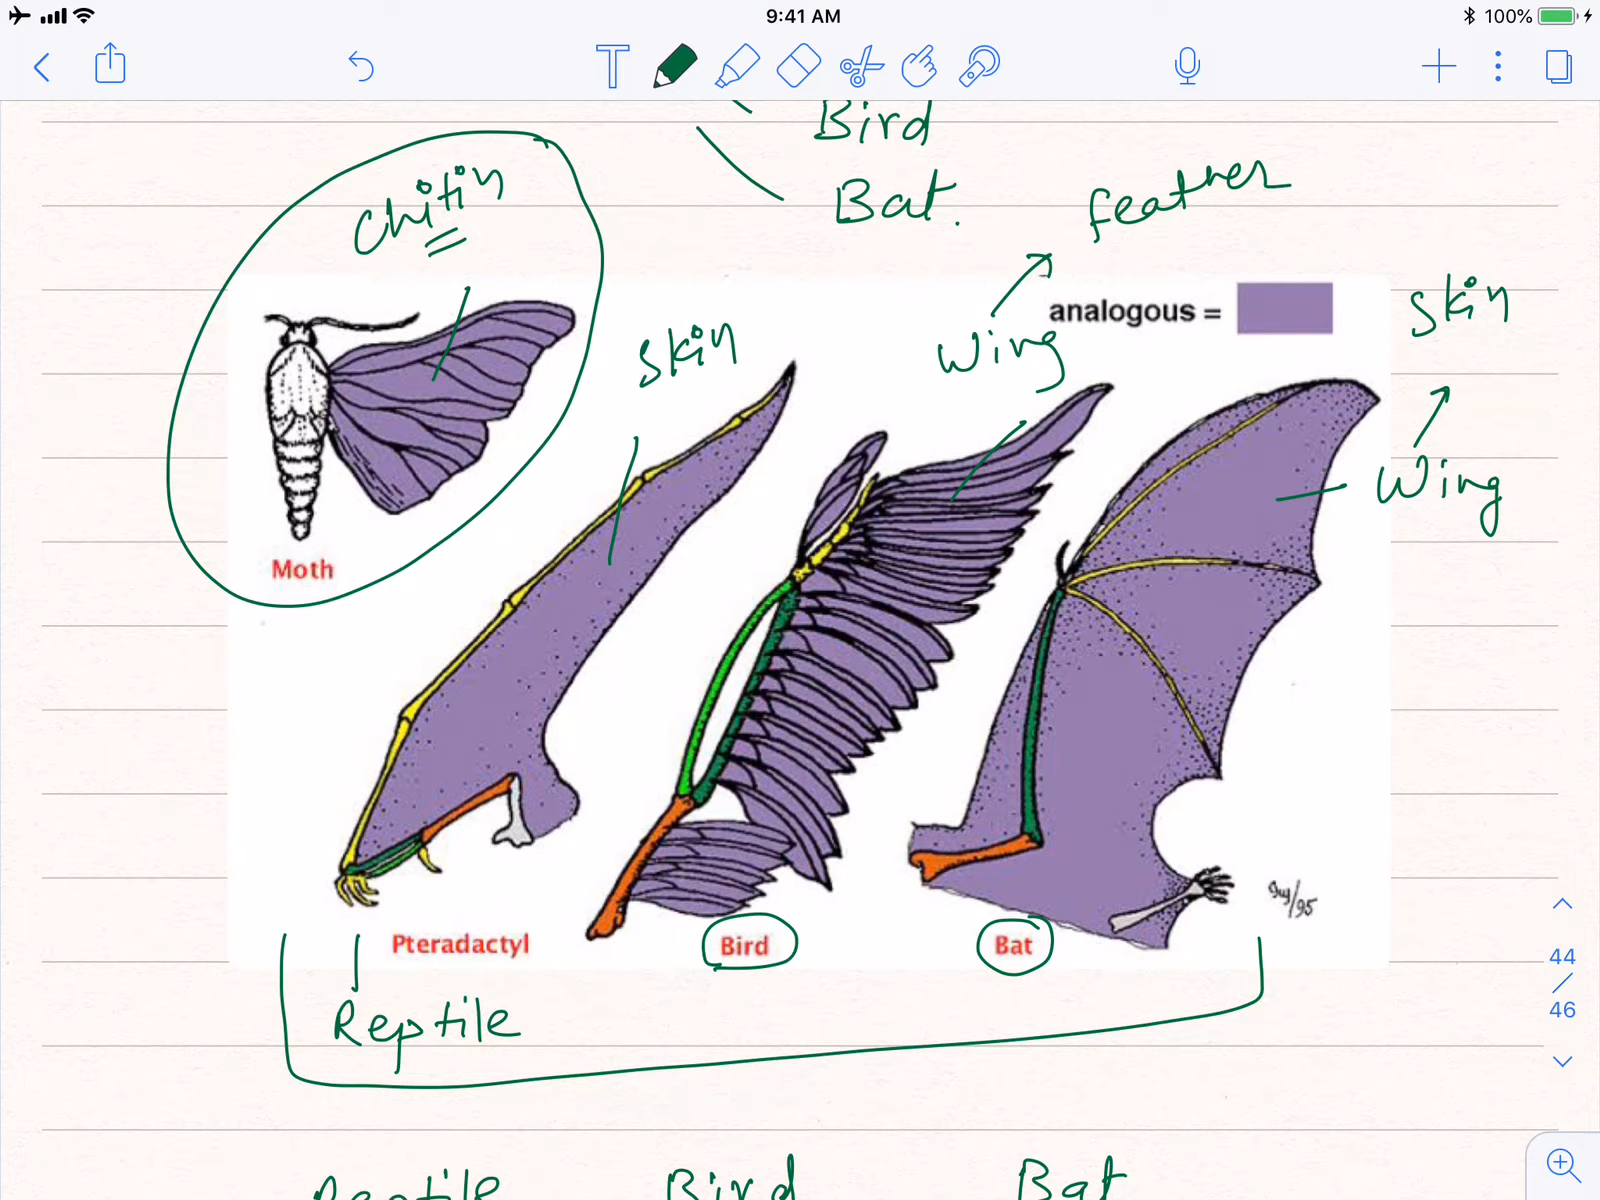 9:41 AM
100%
T
Bird
Bat.
Chitin
feather
analogous =
skin
skin
wing
wing
Moth
Pteradactyl
Bird
Bat
44
/
46
Reptile
Reptile
Bird
Bat